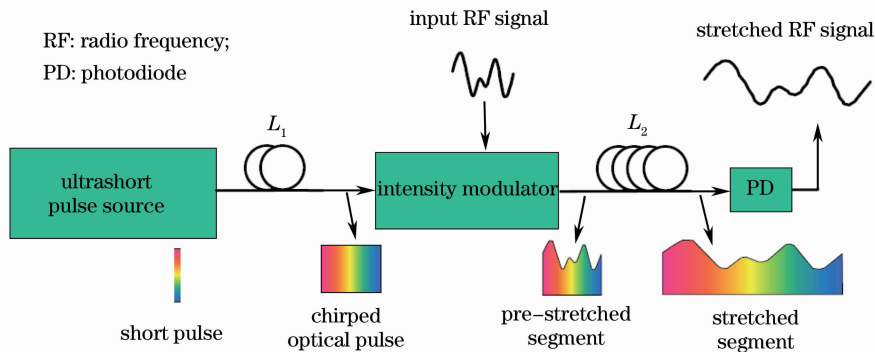 RF: radio frequency;
PD: photodiode
input RF signal
stretched RF signal
L1
L2
ultrashort
pulse source
intensity modulator
PD
short pulse
chirped
optical pulse
pre−stretched
segment
stretched
segment